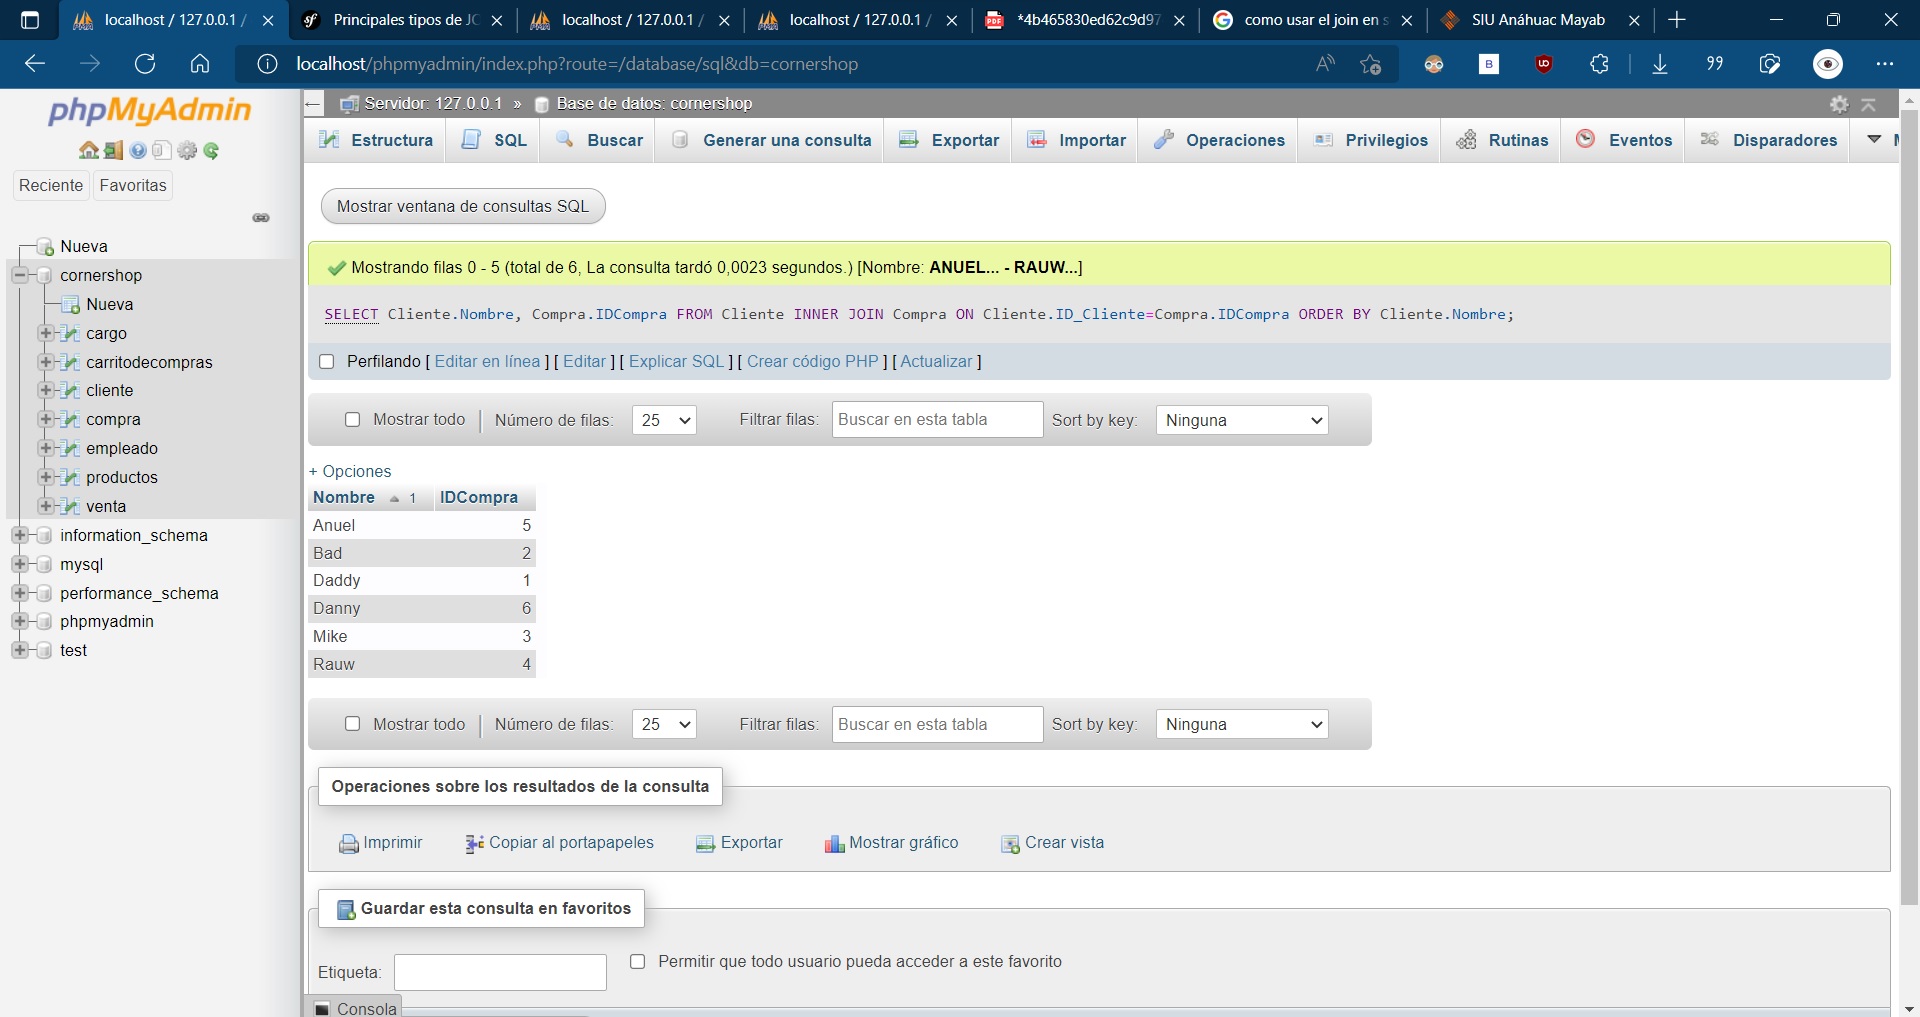 localhost / 127.0.0.1 /
Principales tipos de JO
localhost / 127.0.0.1 /
localhost / 127.0.0.1 /
*4b465830ed62c9d97
como usar el join en s
SIU Anáhuac Mayab
localhost/phpmyadmin/index.php?route=/database/sql&db=cornershop
phpMyAdmin
Reciente
Favoritas
Nueva
cornershop
Nueva
cargo
carritodecompras
cliente
compra
empleado
productos
venta
information_schema
mysql
performance_schema
phpmyadmin
test
Servidor: 127.0.0.1 » Base de datos: cornershop
Estructura SQL Buscar Generar una consulta Exportar Importar Operaciones Privilegios Rutinas Eventos Disparadores
Mostrar ventana de consultas SQL
Mostrando filas 0 - 5 (total de 6, La consulta tardó 0,0023 segundos.) [Nombre: ANUEL... - RAUW...]
SELECT Cliente.Nombre, Compra.IDCompra FROM Cliente INNER JOIN Compra ON Cliente.ID_Cliente=Compra.IDCompra ORDER BY Cliente.Nombre;
Perfilando [ Editar en línea ] [ Editar ] [ Explicar SQL ] [ Crear código PHP ] [ Actualizar ]
Mostrar todo | Número de filas: 25 Filtrar filas: Buscar en esta tabla Sort by key: Ninguna
+ Opciones
Nombre 1 IDCompra
Anuel 5
Bad 2
Daddy 1
Danny 6
Mike 3
Rauw 4
Mostrar todo | Número de filas: 25 Filtrar filas: Buscar en esta tabla Sort by key: Ninguna
Operaciones sobre los resultados de la consulta
Imprimir Copiar al portapapeles Exportar Mostrar gráfico Crear vista
Guardar esta consulta en favoritos
Etiqueta: Permitir que todo usuario pueda acceder a este favorito
Consola